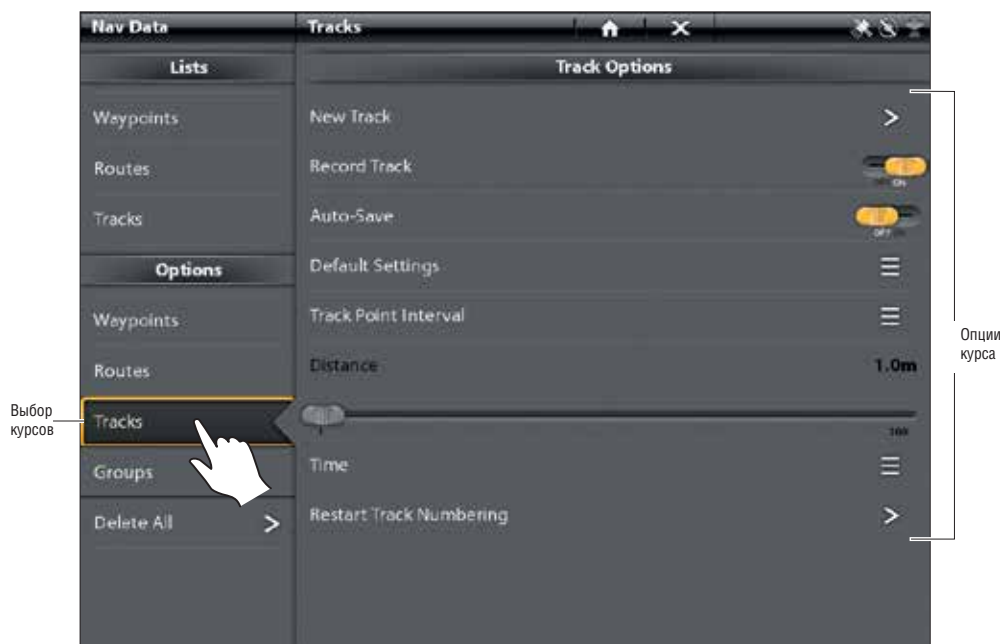 Nav Data
Tracks
Lists
Track Options
Waypoints
New Track
Routes
Record Track
ON
Tracks
Auto-Save
OFF
Options
Default Settings
Waypoints
Track Point Interval
Routes
Distance
1.0m
Tracks
1
100
Groups
Time
Delete All
Restart Track Numbering
Выбор
курсов
Опции
курса